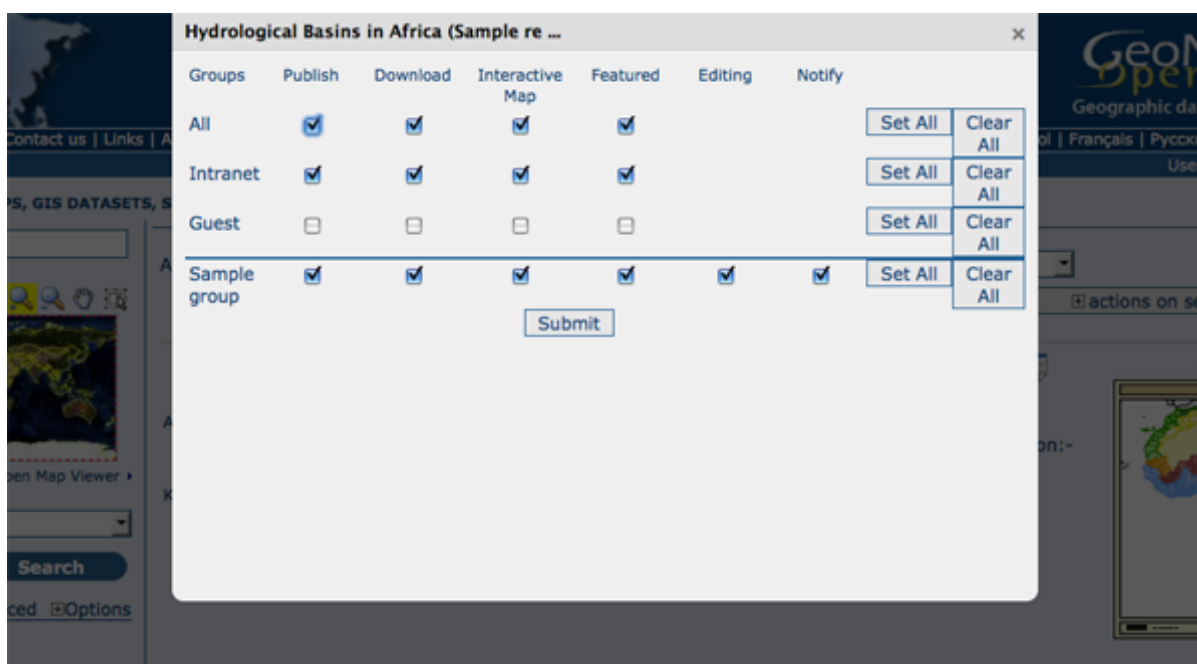 Hydrological Basins in Africa (Sample re ...
×
Groups Publish Download Interactive Map Featured Editing Notify
All Set All Clear All
Intranet Set All Clear All
Guest Set All Clear All
Sample group Set All Clear All
Submit
Geographic da
Contact us | Links | A
ol | Français | Русск
Use
PS, GIS DATASETS, S
A
actions on s
A
on:-
pen Map Viewer
K
Search
ced Options